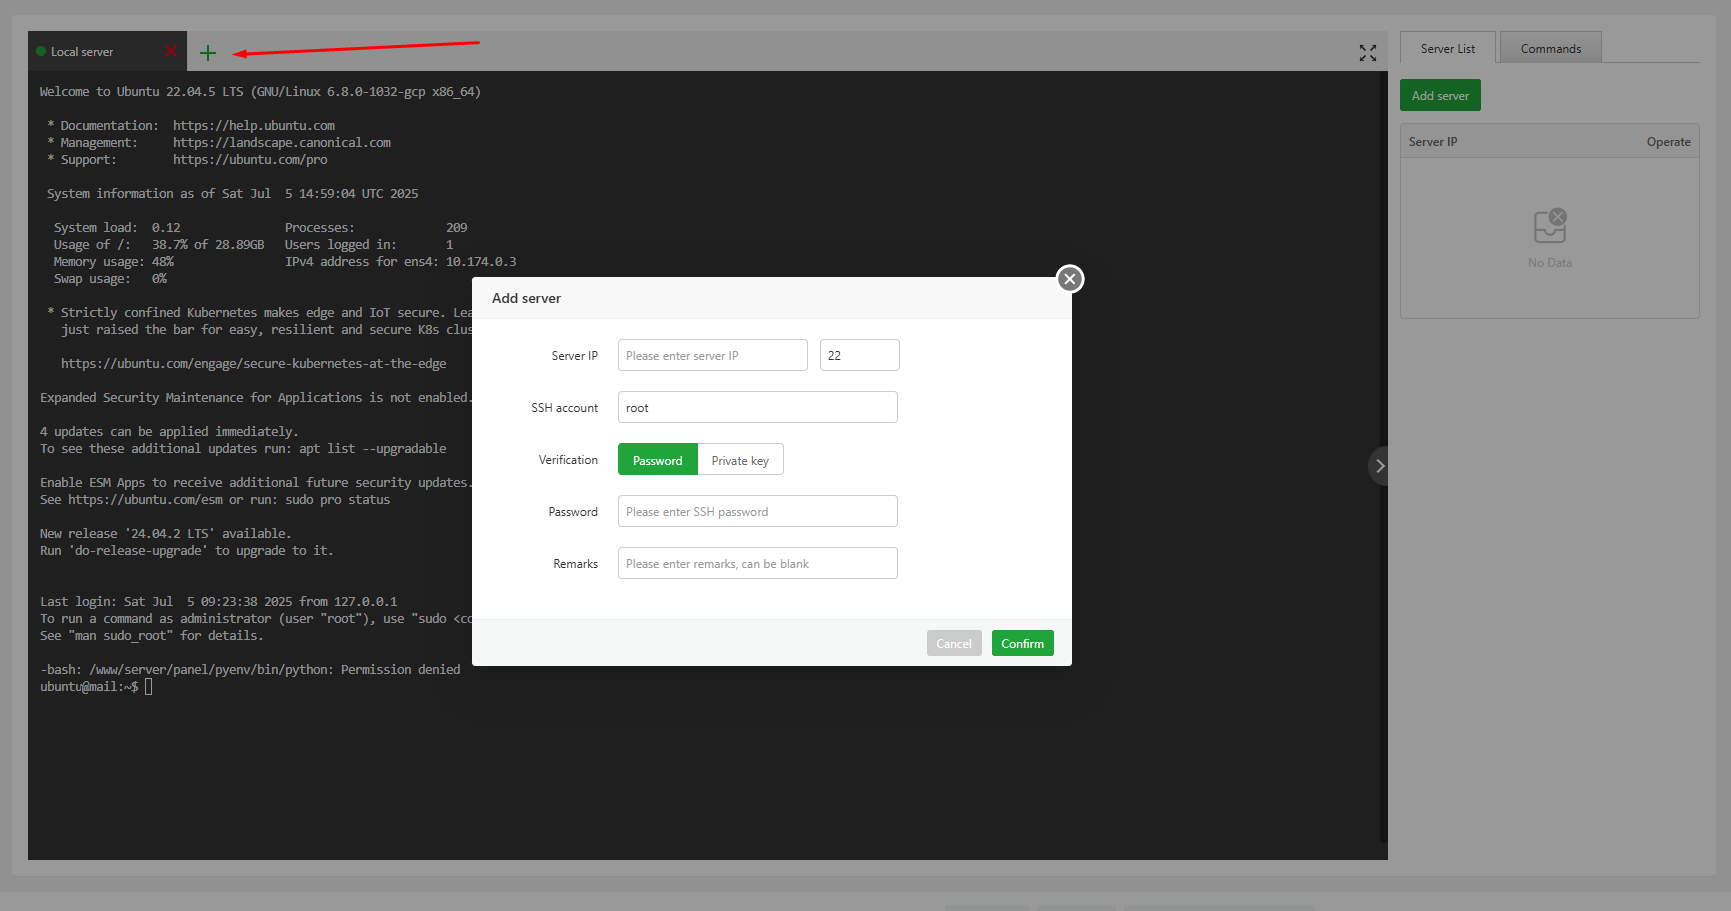 Local server
Server List
Commands
Add server
Server IP
Operate
No Data
Welcome to Ubuntu 22.04.5 LTS (GNU/Linux 6.8.0-1032-gcp x86_64)
* Documentation:  https://help.ubuntu.com
* Management:     https://landscape.canonical.com
* Support:        https://ubuntu.com/pro
System information as of Sat Jul  5 14:59:04 UTC 2025
System load:  0.12               Processes:             209
Usage of /:   38.7% of 28.89GB   Users logged in:       1
Memory usage: 48%                IPv4 address for ens4: 10.174.0.3
Swap usage:   0%
* Strictly confined Kubernetes makes edge and IoT secure. Lea
just raised the bar for easy, resilient and secure K8s clus
https://ubuntu.com/engage/secure-kubernetes-at-the-edge
Expanded Security Maintenance for Applications is not enabled.
4 updates can be applied immediately.
To see these additional updates run: apt list --upgradable
Enable ESM Apps to receive additional future security updates.
See https://ubuntu.com/esm or run: sudo pro status
New release '24.04.2 LTS' available.
Run 'do-release-upgrade' to upgrade to it.
Last login: Sat Jul  5 09:23:38 2025 from 127.0.0.1
To run a command as administrator (user "root"), use "sudo <co
See "man sudo_root" for details.
-bash: /www/server/panel/pyenv/bin/python: Permission denied
ubuntu@mail:~$
Add server
Server IP
Please enter server IP
22
SSH account
root
Verification
Password
Private key
Password
Please enter SSH password
Remarks
Please enter remarks, can be blank
Cancel
Confirm